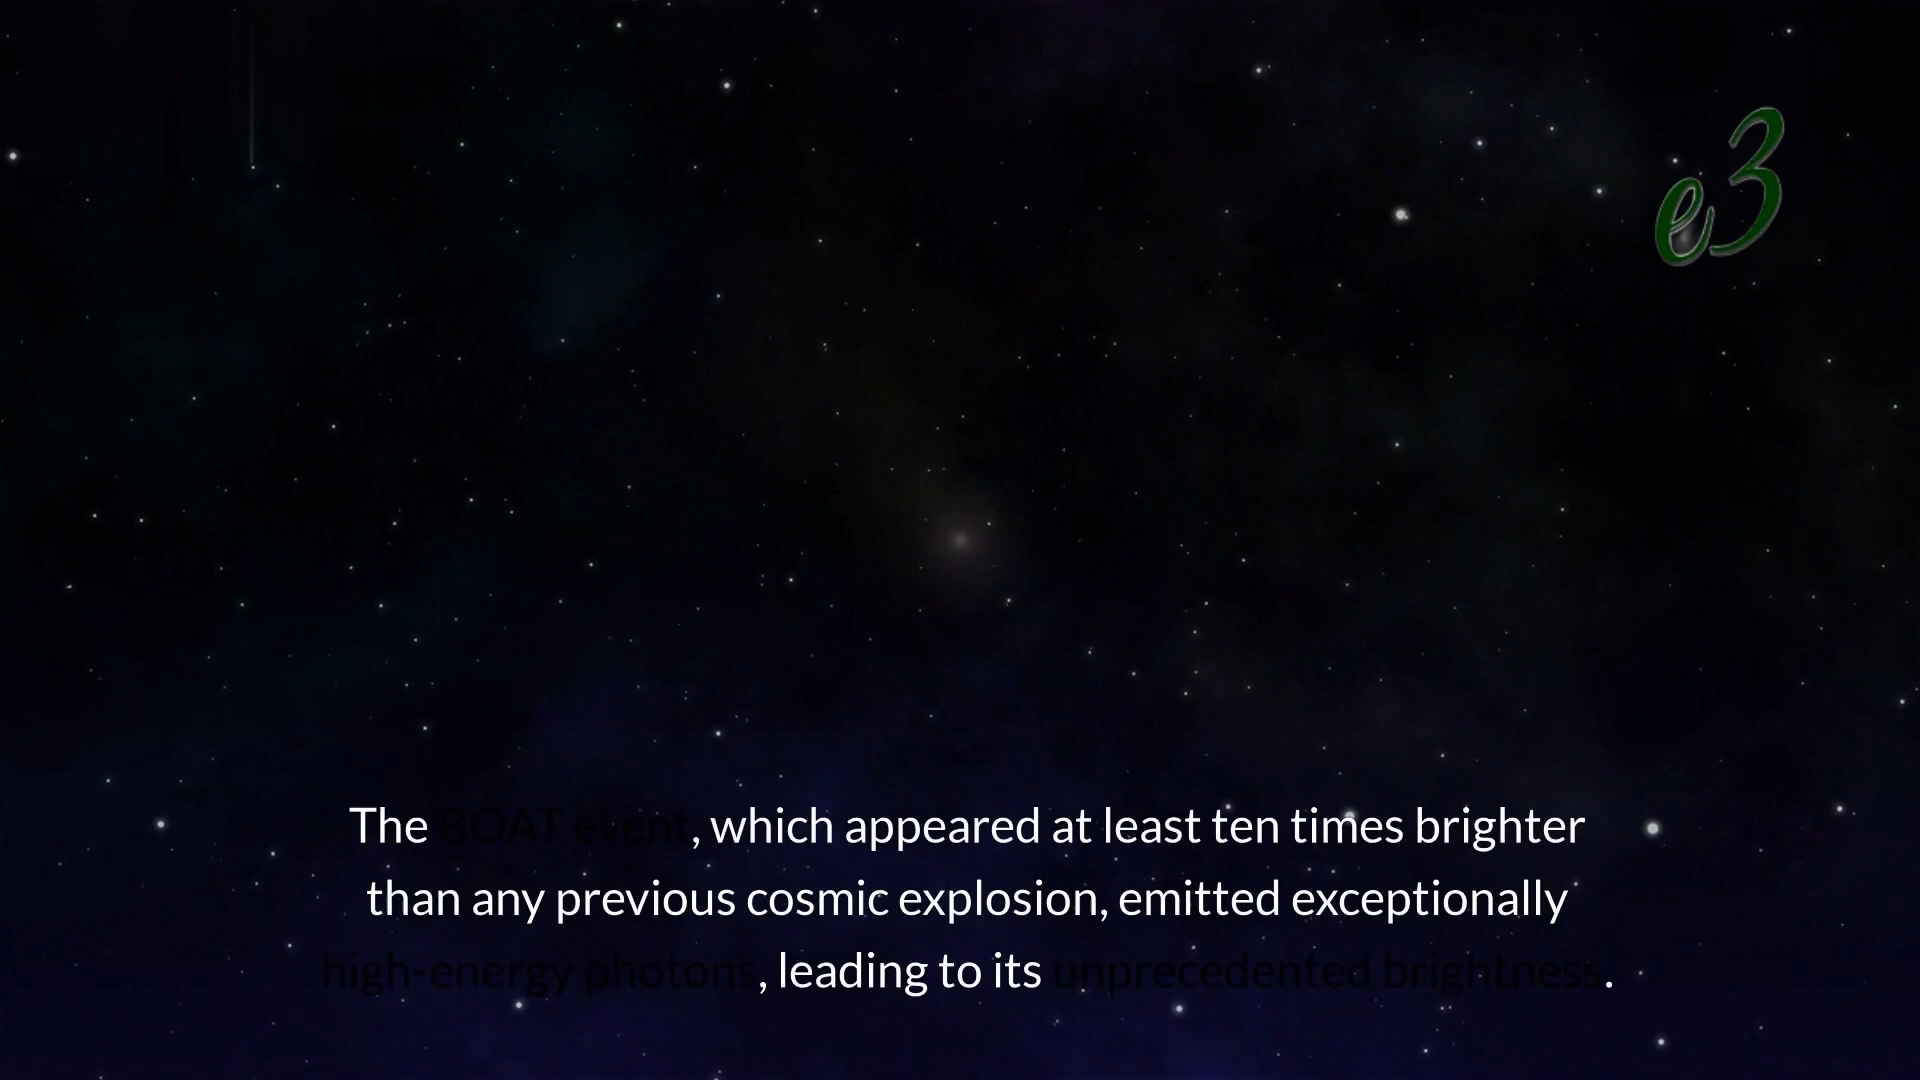 e3
The BOAT event, which appeared at least ten times brighter
than any previous cosmic explosion, emitted exceptionally
high-energy photons, leading to its unprecedented brightness.